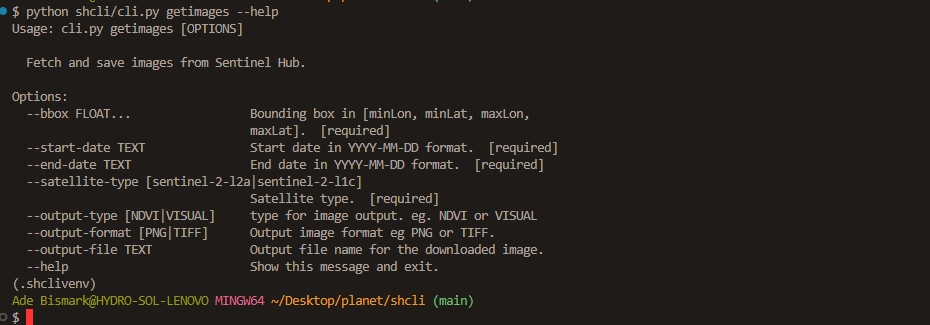 $ python shcli/cli.py getimages --help
Usage: cli.py getimages [OPTIONS]
Fetch and save images from Sentinel Hub.
Options:
--bbox FLOAT... Bounding box in [minLon, minLat, maxLon,
maxLat]. [required]
--start-date TEXT Start date in YYYY-MM-DD format. [required]
--end-date TEXT End date in YYYY-MM-DD format. [required]
--satellite-type [sentinel-2-l2a|sentinel-2-l1c]
Satellite type. [required]
--output-type [NDVI|VISUAL] type for image output. eg. NDVI or VISUAL
--output-format [PNG|TIFF] Output image format eg PNG or TIFF.
--output-file TEXT Output file name for the downloaded image.
--help Show this message and exit.
(.shclivenv)
Ade Bismark@HYDRO-SOL-LENOVO MINGW64 ~/Desktop/planet/shcli (main)
$